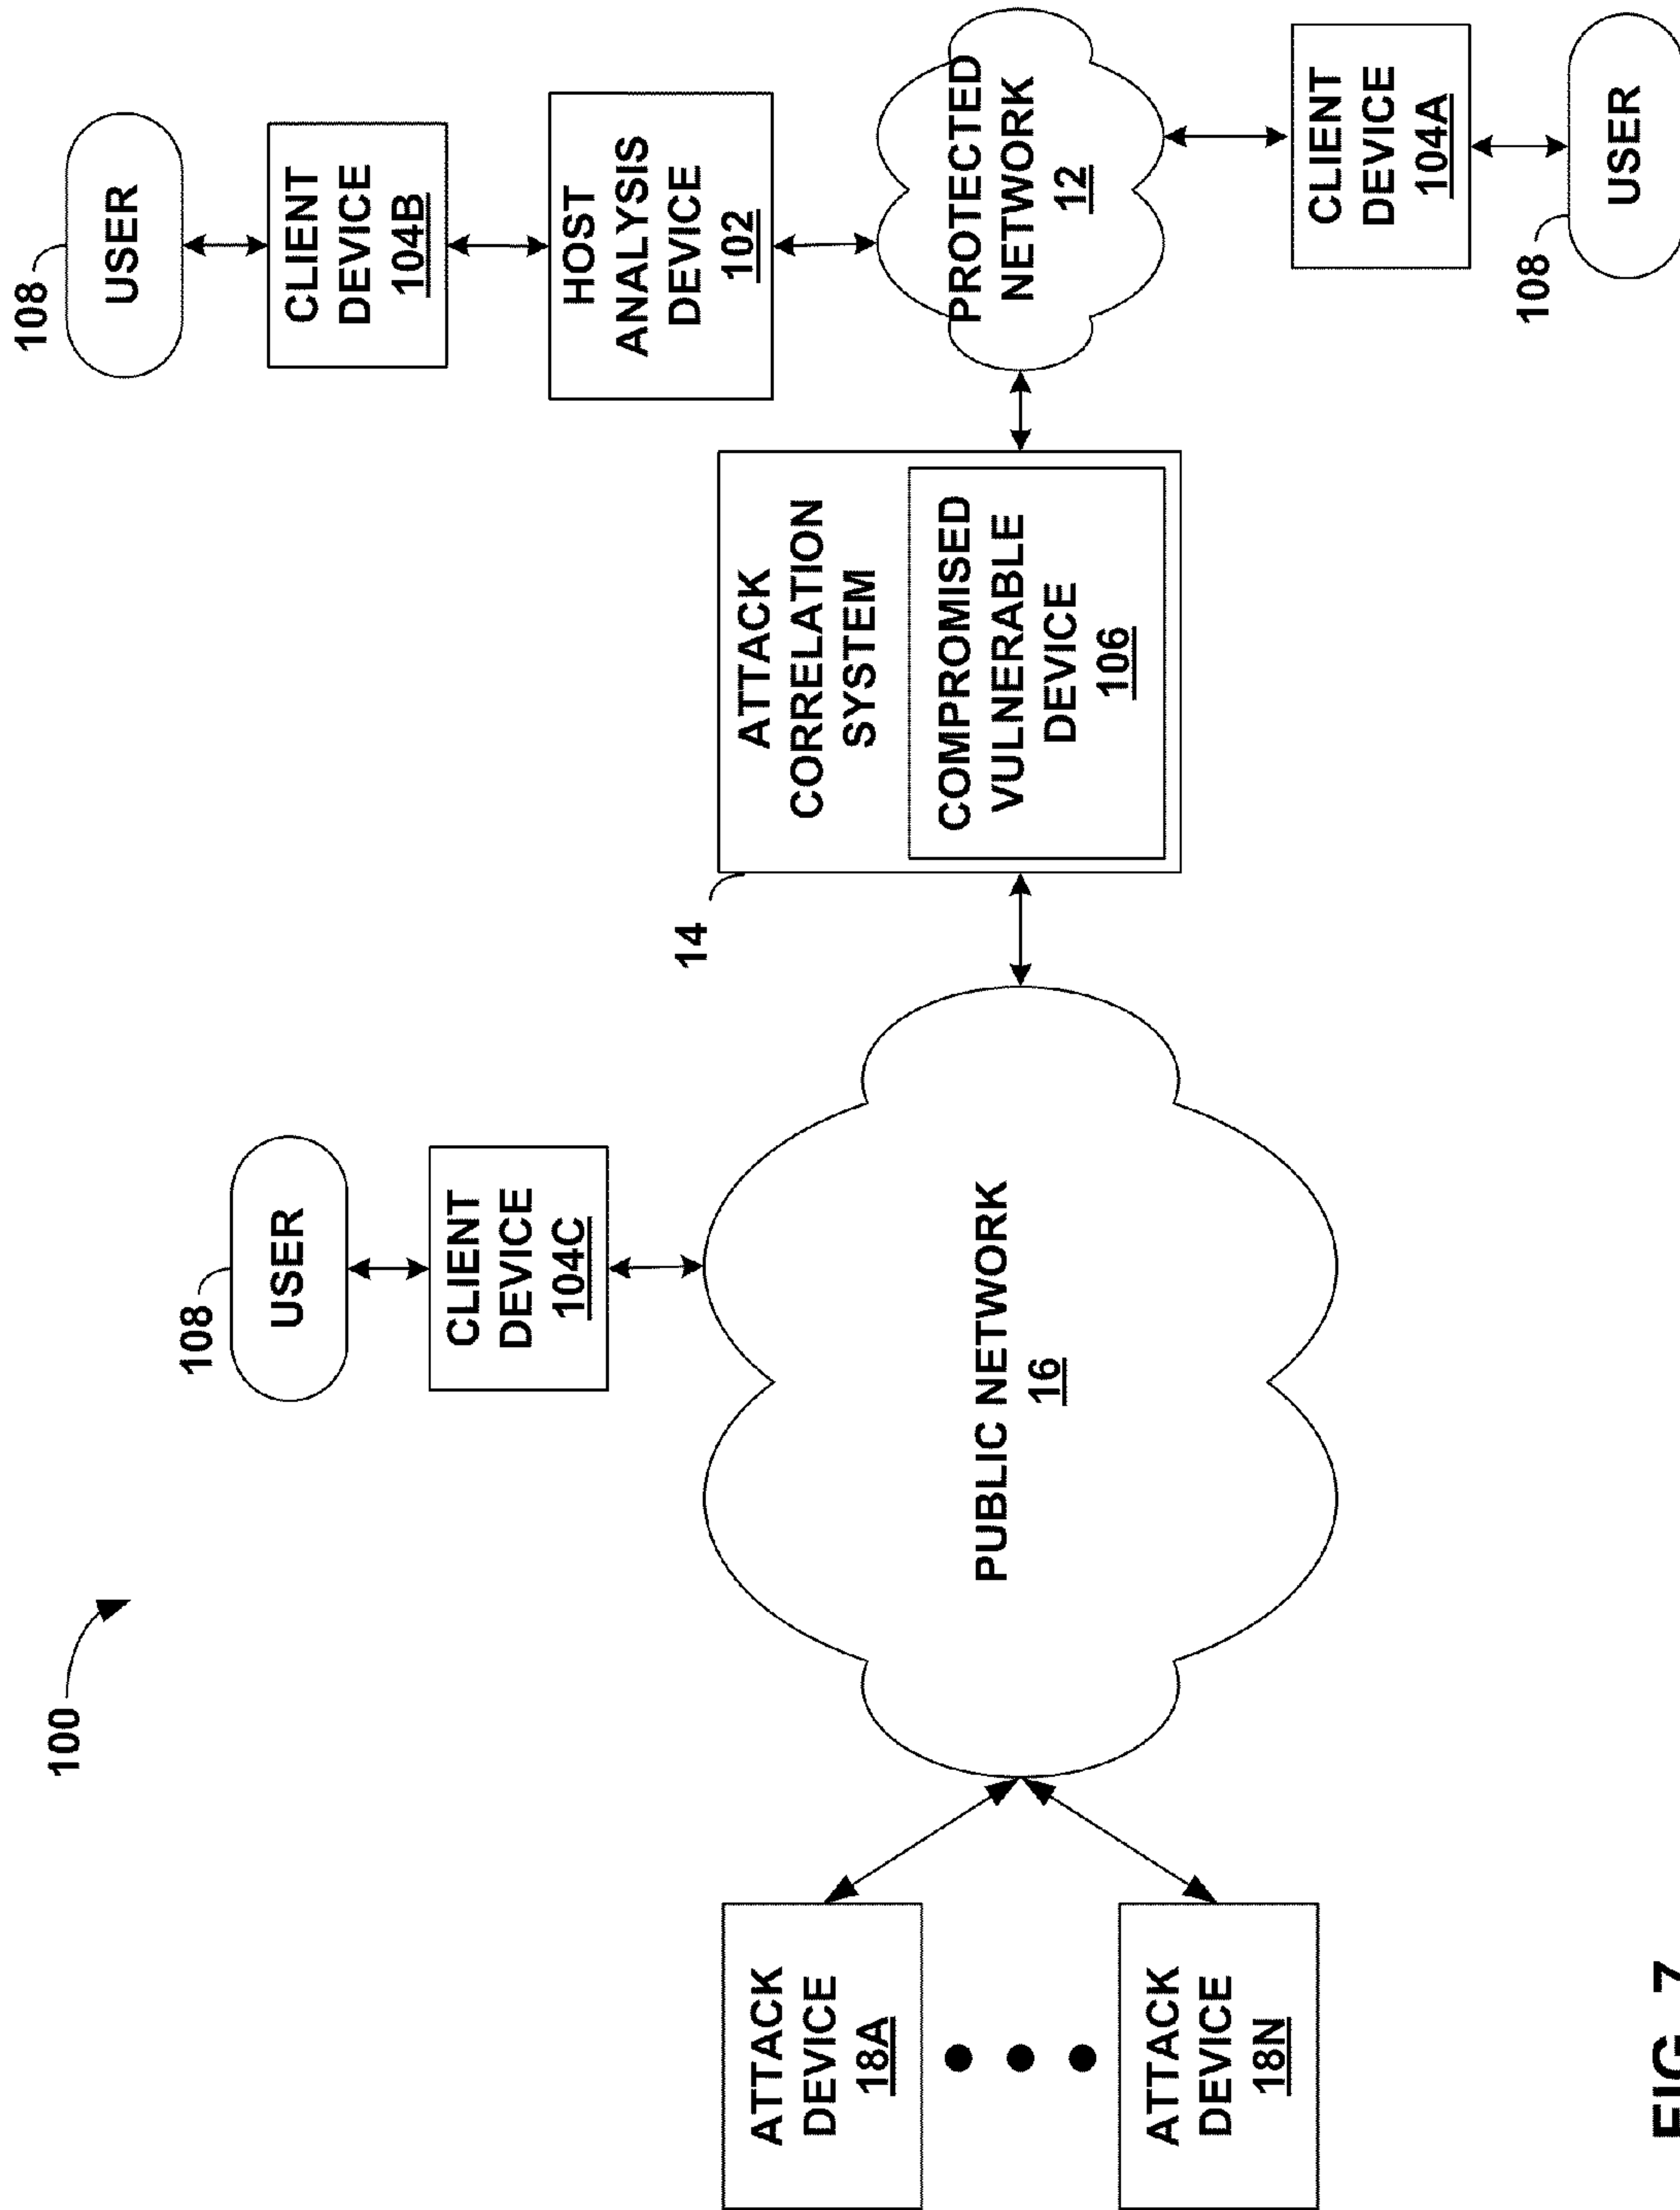 100
108
USER
CLIENT
DEVICE
104C
108
USER
CLIENT
DEVICE
104B
HOST
ANALYSIS
DEVICE
102
ATTACK
DEVICE
18A
ATTACK
DEVICE
18N
PUBLIC NETWORK
16
14
ATTACK
CORRELATION
SYSTEM
COMPROMISED
VULNERABLE
DEVICE
106
PROTECTED
NETWORK
12
CLIENT
DEVICE
104A
108
USER
FIG. 7